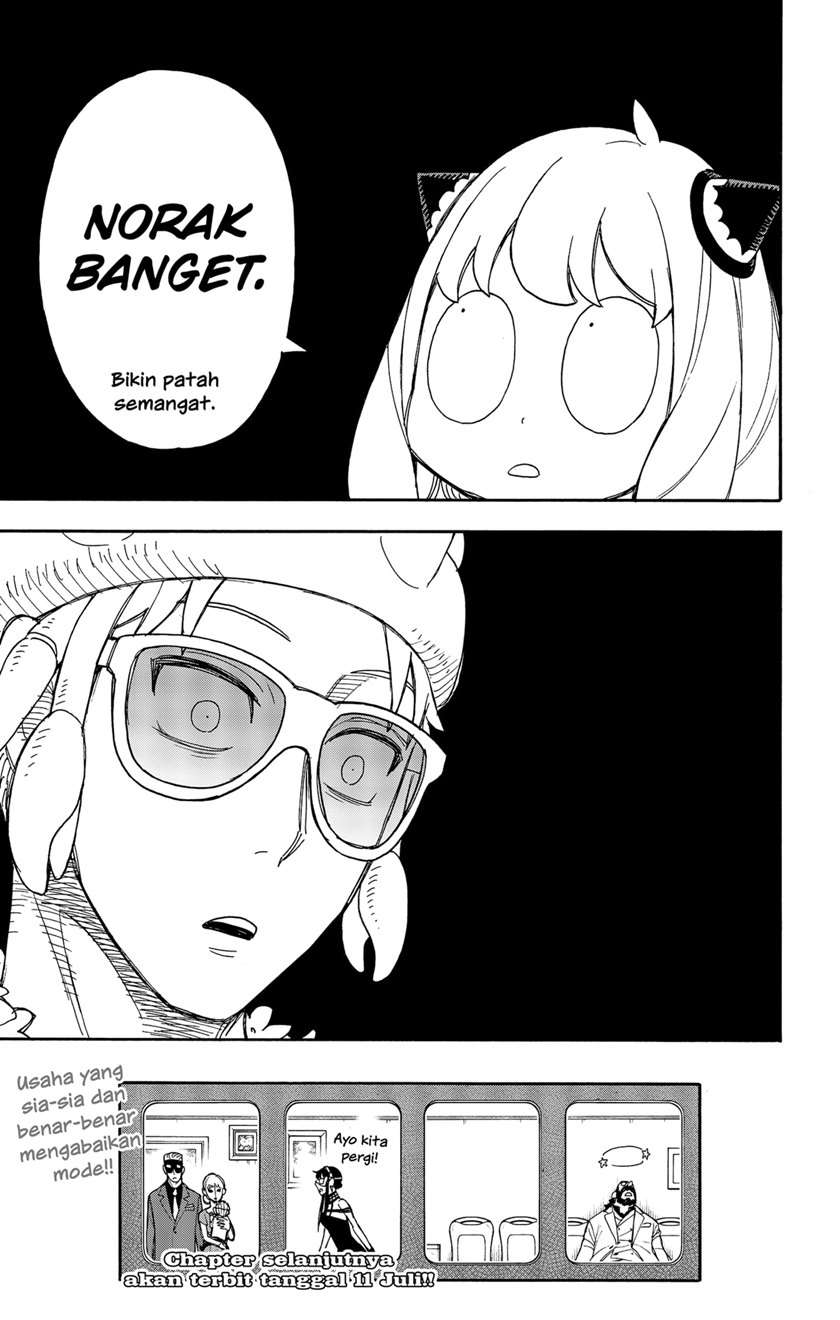 NORAK
BANGET.
Bikin patah
semangat.
Usaha yang
sia-sia dan
benar-benar
mengabaikan
mode!!
Ayo kita
pergi!
Chapter selanjutnya
akan terbit tanggal 11 Juli!!